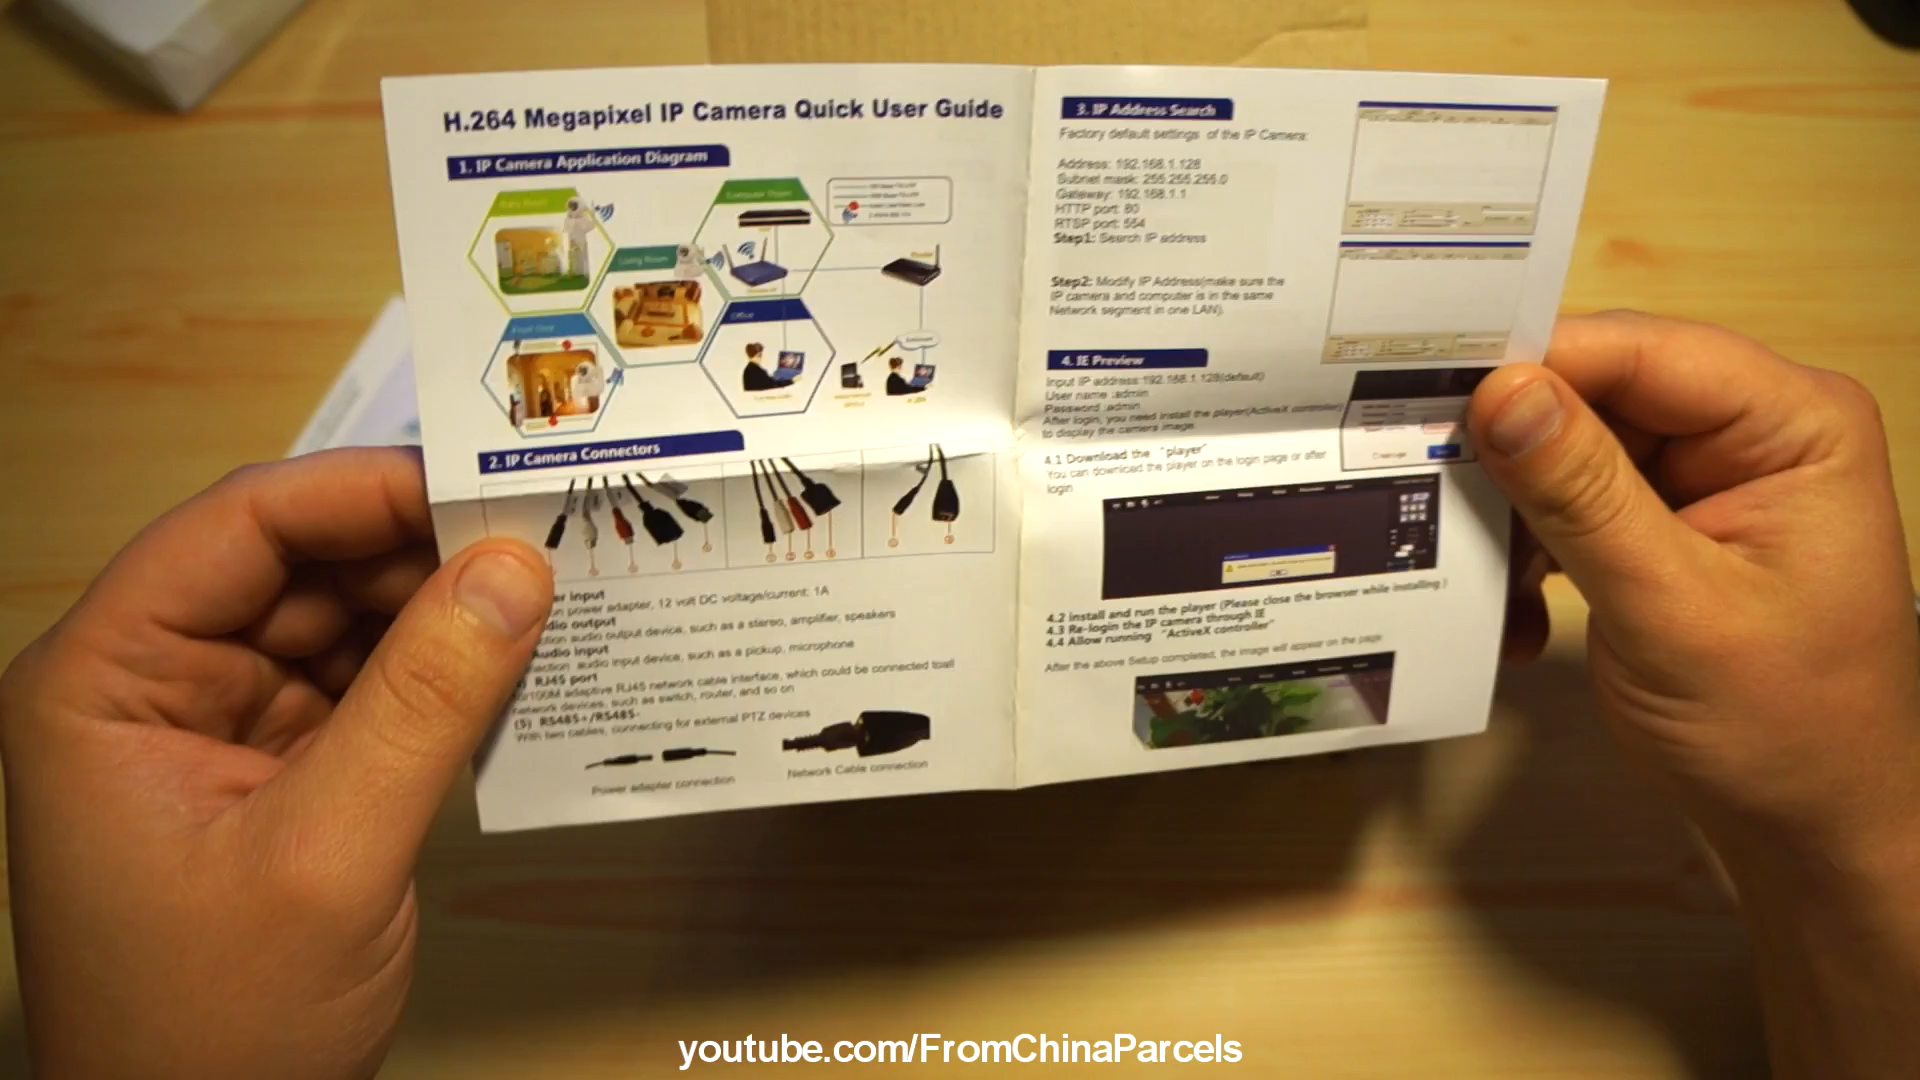 H.264 Megapixel IP Camera Quick User Guide
1. IP Camera Application Diagram
Living Room
Office
2. IP Camera Connectors
er input
power adapter, 12 volt DC voltage/current: 1A
dio output
tion audio output device, such as a stereo, amplifier, speakers
Audio input
ection audio input device, such as a pickup, microphone
RJ45 port
/100M adaptive RJ45 network cable interface, which could be connected toall
network devices, such as switch, router, and so on
(5) RS485+/RS485-
With two cables, connecting for external PTZ devices
Power adapter connection
Network Cable connection
3. IP Address Search
Factory default settings of the IP Camera:
Address: 192.168.1.128
Subnet mask: 255.255.255.0
Gateway: 192.168.1.1
HTTP port: 80
RTSP port: 554
Step1: Search IP address
Step2: Modify IP Address(make sure the
IP camera and computer is in the same
Network segment in one LAN).
4. IE Preview
Input IP address:192.168.1.128(default)
User name :admin
Password :admin
After login, you need install the player(ActiveX controller)
to display the camera image.
4.1 Download the "player"
You can download the player on the login page or after
login
4.2 Install and run the player (Please close the browser while installing )
4.3 Re-login the IP camera through IE
4.4 Allow running "ActiveX controller"
After the above Setup completed, the image will appear on the page
youtube.com/FromChinaParcels